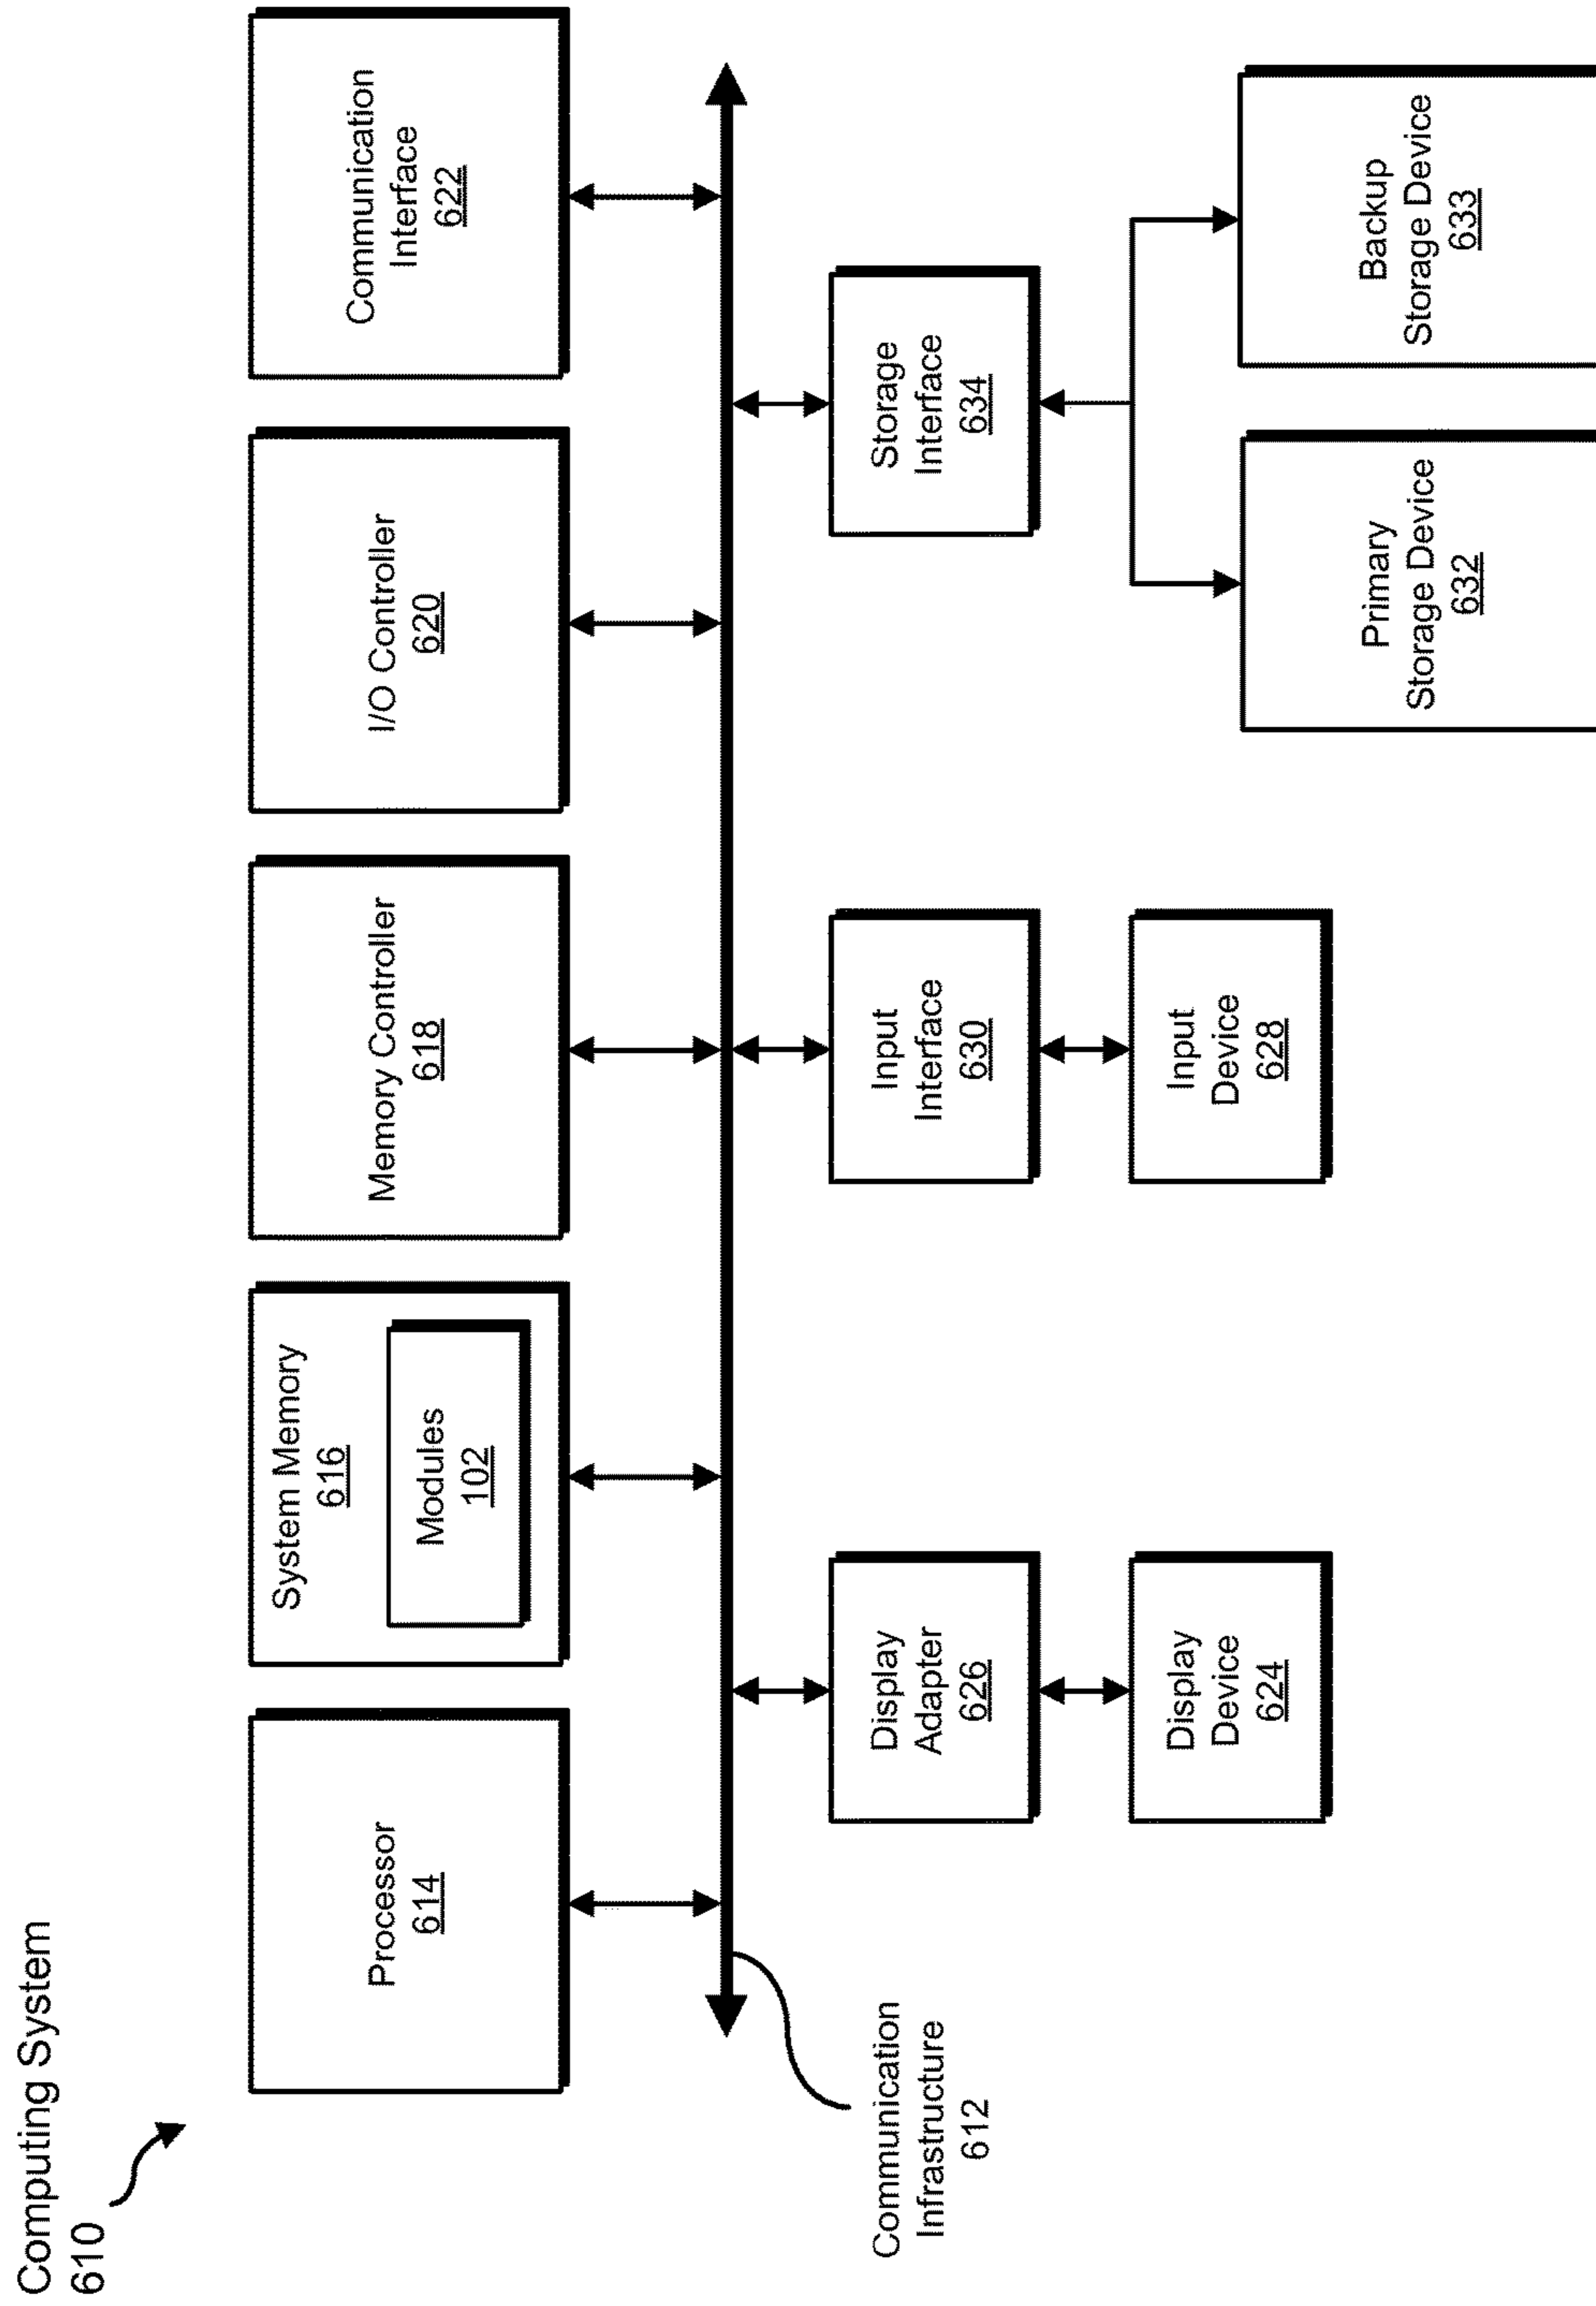 Computing System
610
Processor
614
System Memory
616
Modules
102
Memory Controller
618
I/O Controller
620
Communication
Interface
622
Communication
Infrastructure
612
Display
Adapter
626
Input
Interface
630
Storage
Interface
634
Display
Device
624
Input
Device
628
Primary
Storage Device
632
Backup
Storage Device
633